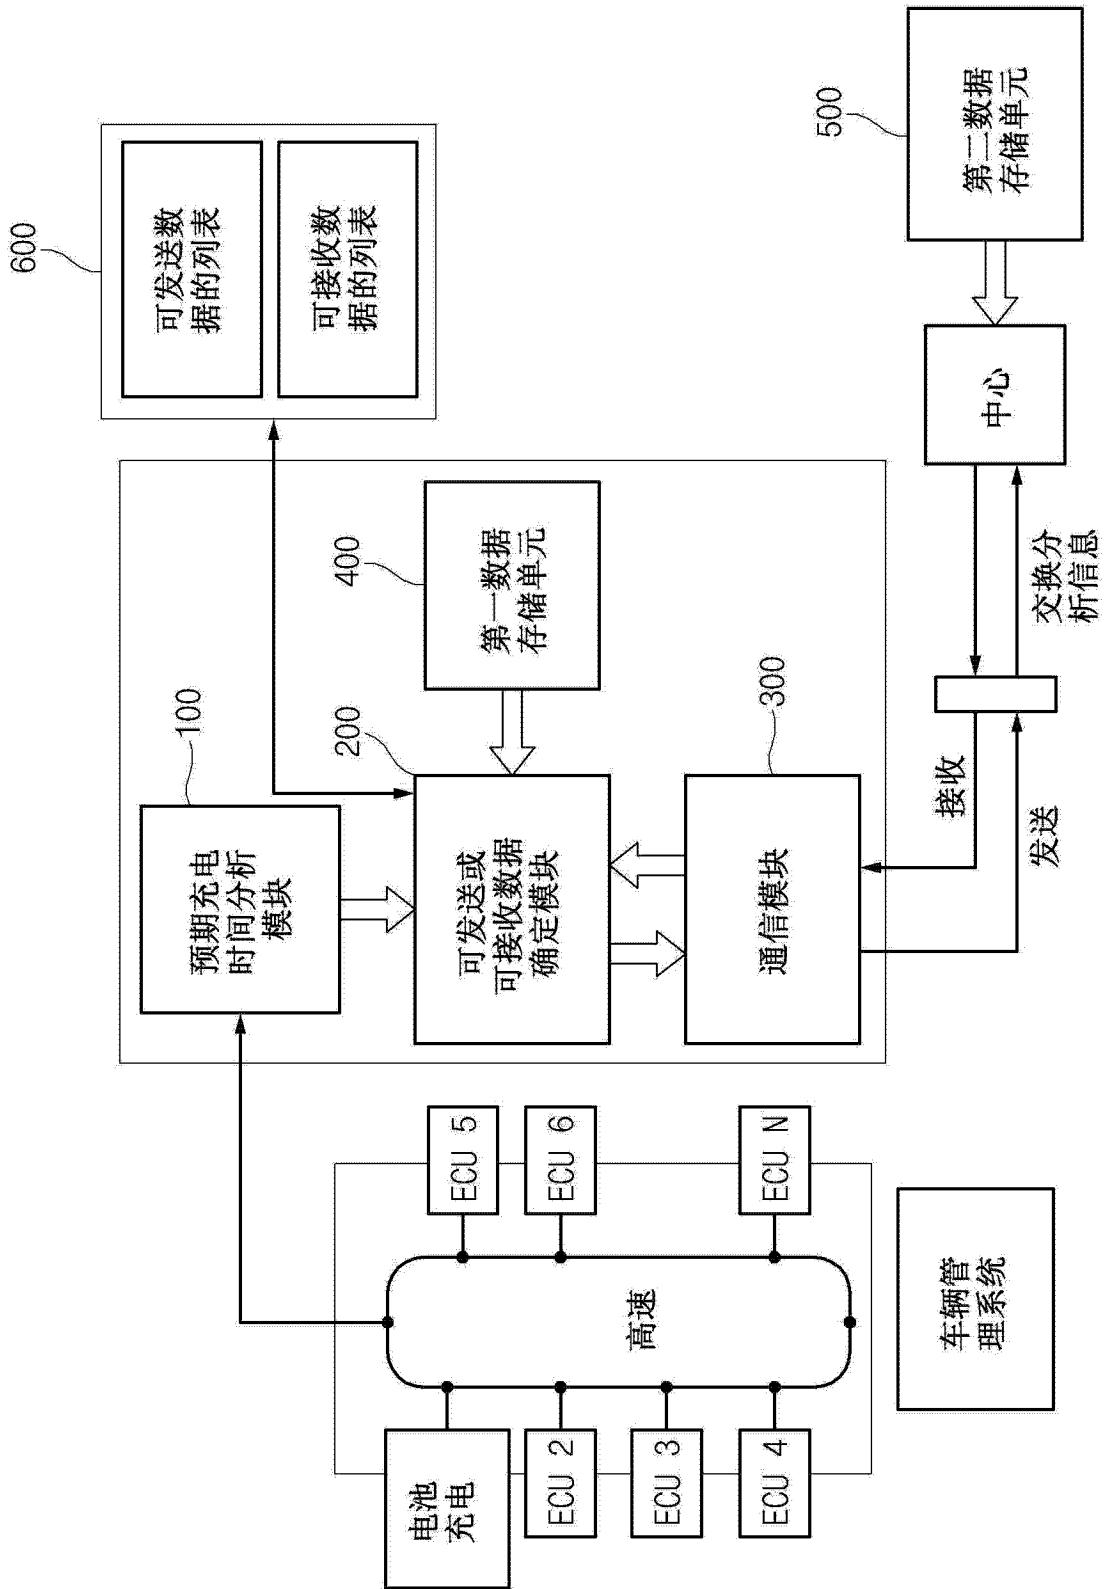 600
可发送数
据的列表
可接收数
据的列表
100
预期充电
时间分析
模块
200
可发送或
可接收数据
确定模块
400
第一数据
存储单元
300
通信模块
500
第二数据
存储单元
中心
接收
发送
交换分
析信息
电池
充电
ECU 2
ECU 3
ECU 4
高速
ECU 5
ECU 6
ECU N
车辆管
理系统